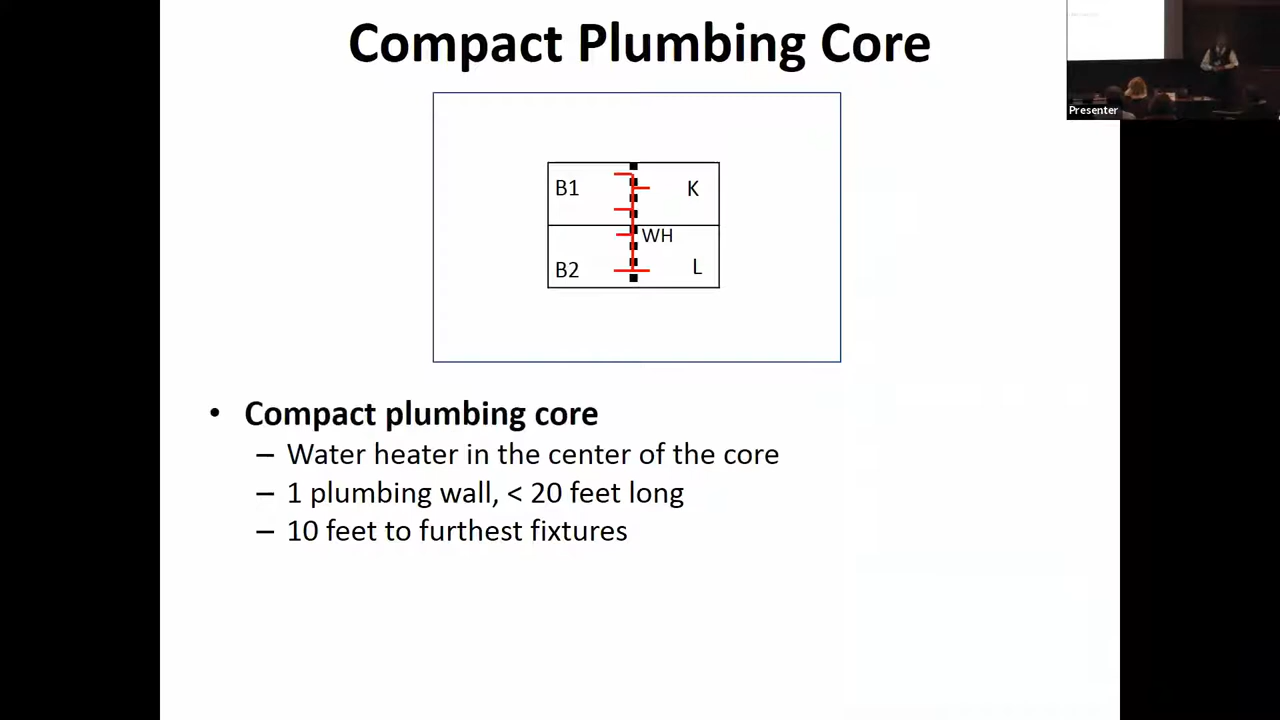 Compact Plumbing Core
Presenter
B1 K
WH
B2 L
• Compact plumbing core
– Water heater in the center of the core
– 1 plumbing wall, < 20 feet long
– 10 feet to furthest fixtures